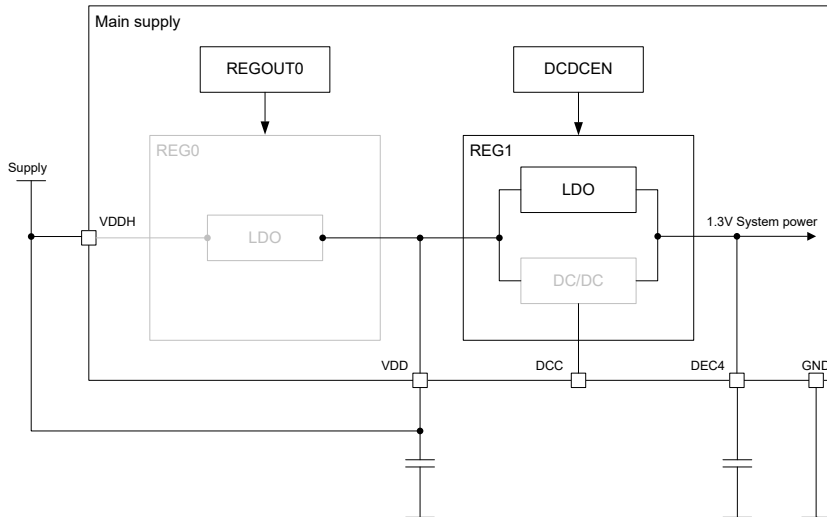 Main supply
REGOUT0
DCDCEN
REG0
REG1
Supply
LDO
VDDH
LDO
1.3V System power
DC/DC
VDD
DCC
DEC4
GND